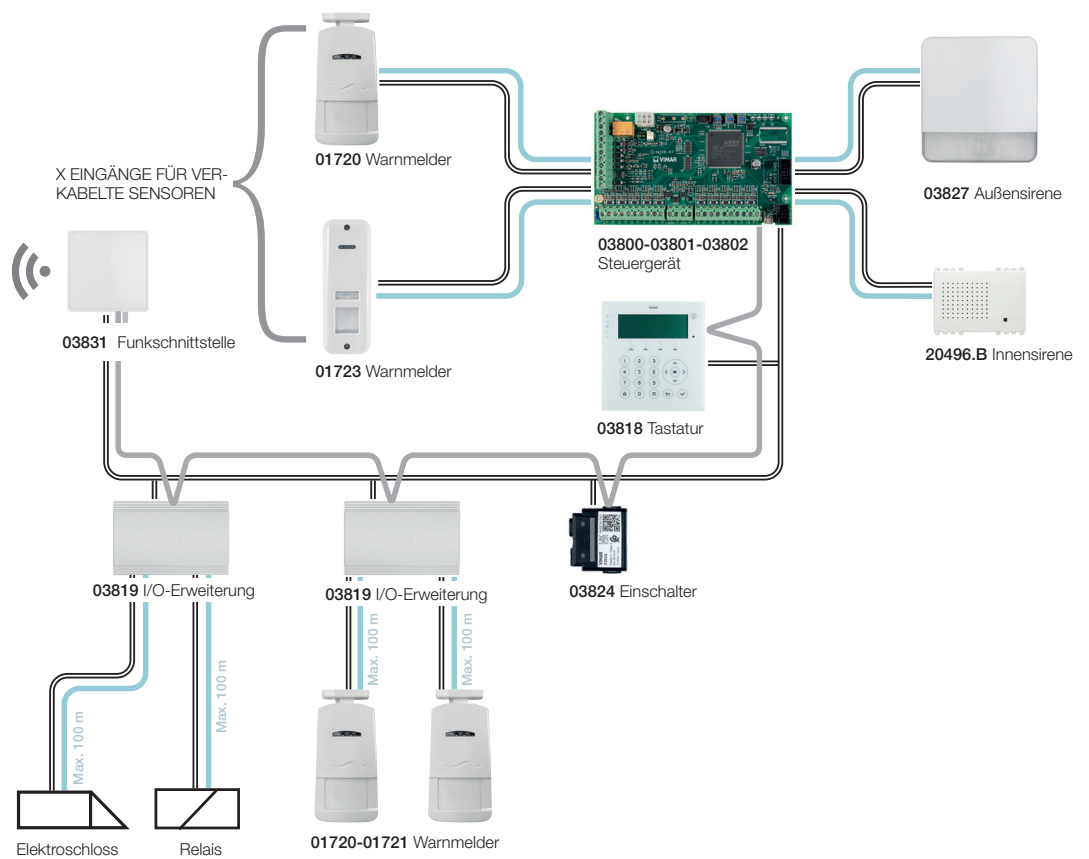 01720 Warnmelder
X EINGÄNGE FÜR VER-
KABELTE SENSOREN
VIMAR
03827 Außensirene
03800-03801-03802
Steuergerät
03831 Funkschnittstelle
01723 Warnmelder
VIMAR
20496.B Innensirene
03818 Tastatur
03819 I/O-Erweiterung
03819 I/O-Erweiterung
03824 Einschalter
Max. 100 m
Max. 100 m
Max. 100 m
Max. 100 m
Elektroschloss
Relais
01720-01721 Warnmelder